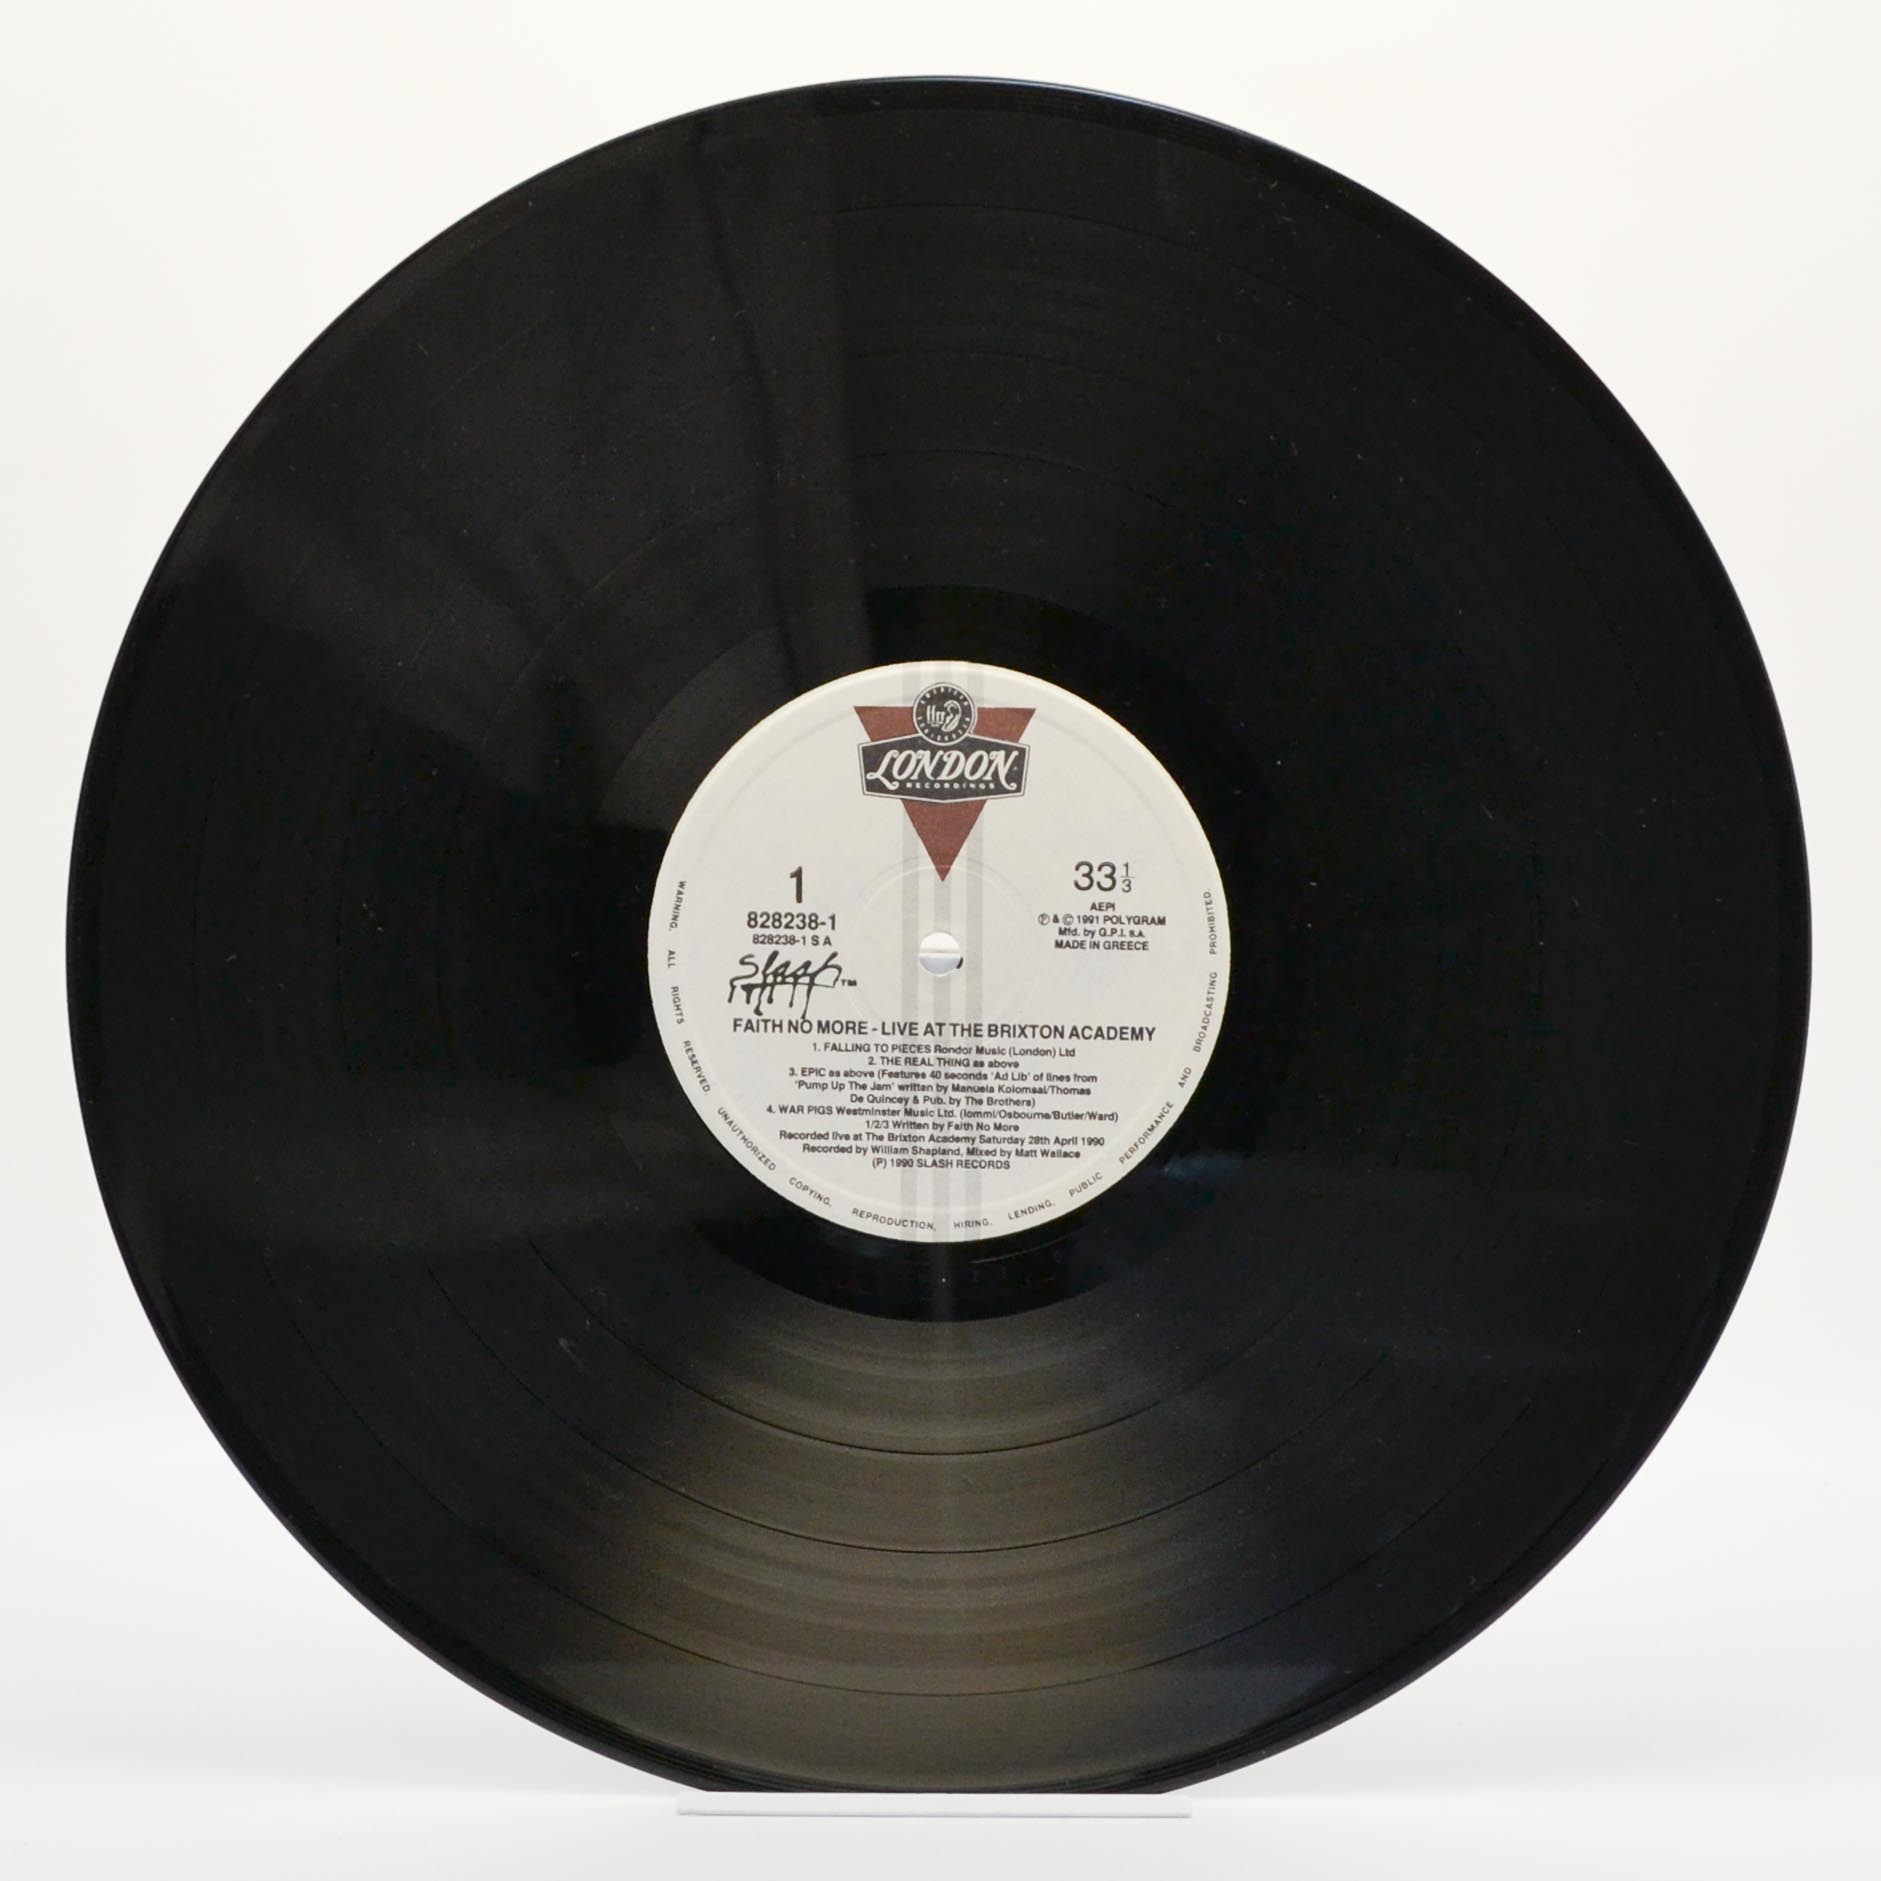 LONDON
RECORDINGS
1
33 1/3
828238-1
828238-1 S A
AEPI
Ⓟ & © 1991 POLYGRAM
Mfd. by G.P.I. S.A.
MADE IN GREECE
Slash™
FAITH NO MORE - LIVE AT THE BRIXTON ACADEMY
1. FALLING TO PIECES Rondor Music (London) Ltd
2. THE REAL THING as above
3. EPIC as above (Features 40 seconds 'Ad Lib' of lines from
'Pump Up The Jam' written by Manuela Kolomsai/Thomas
De Quincey & Pub. by The Brothers)
4. WAR PIGS Westminster Music Ltd. (Iommi/Osbourne/Butler/Ward)
1/2/3 Written by Faith No More
Recorded live at The Brixton Academy Saturday 28th April 1990
Recorded by William Shapland, Mixed by Matt Wallace
(P) 1990 SLASH RECORDS
WARNING. ALL RIGHTS RESERVED. UNAUTHORIZED COPYING, REPRODUCTION, HIRING, LENDING, PUBLIC PERFORMANCE AND BROADCASTING PROHIBITED.